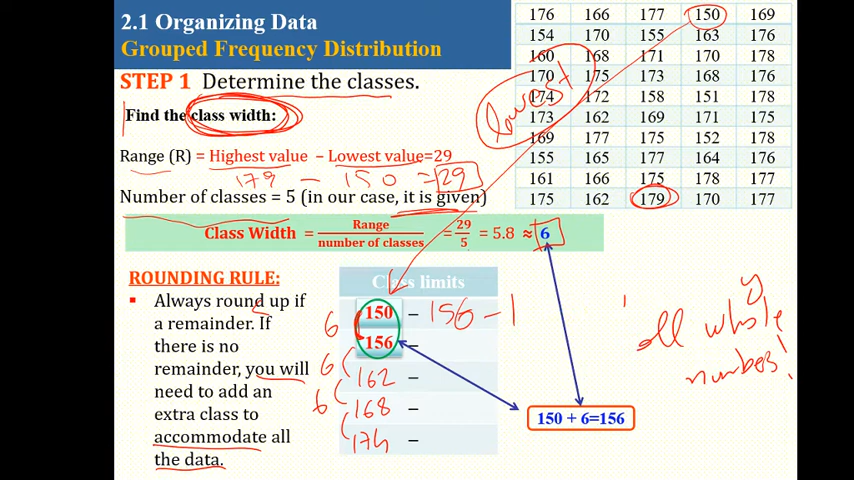 2.1 Organizing Data
Grouped Frequency Distribution
STEP 1 Determine the classes.
Find the class width:
Range (R) = Highest value – Lowest value=29
179 – 150 = 29
Number of classes = 5 (in our case, it is given)
Class Width = Range / number of classes = 29/5 = 5.8 ≈ 6
ROUNDING RULE:
▪ Always round up if
a remainder. If
there is no
remainder, you will
need to add an
extra class to
accommodate all
the data.
Class limits
150 – 156 – 1
6
156 –
6
162 –
6
168 –
174 –
150 + 6=156
lowest
all whole
numbers!
176 166 177 150 169
154 170 155 163 176
160 168 171 170 178
170 175 173 168 176
174 172 158 151 178
173 162 169 171 175
169 177 175 152 178
155 165 177 164 176
161 166 175 178 177
175 162 179 170 177